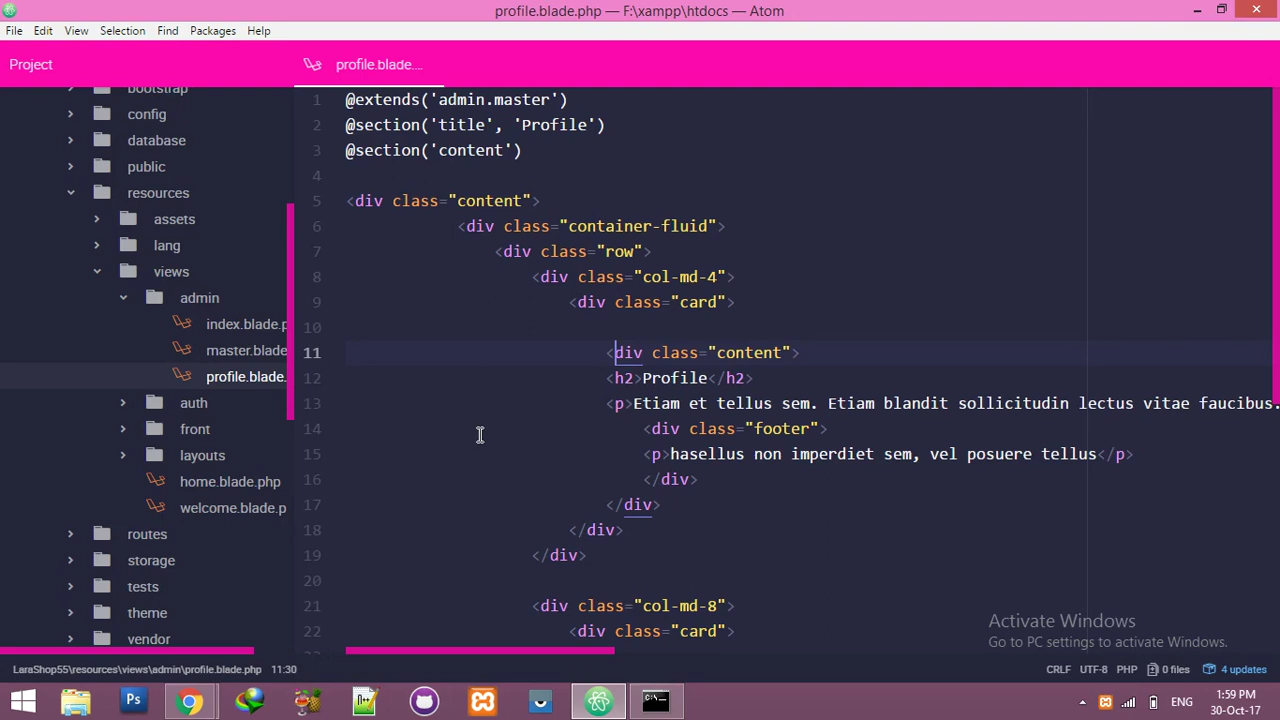 profile.blade.php — F:\xampp\htdocs — Atom
File Edit View Selection Find Packages Help
Project
profile.blade....
bootstrap
config
database
public
resources
assets
lang
views
admin
index.blade.p
master.blade
profile.blade.
auth
front
layouts
home.blade.php
welcome.blade.p
routes
storage
tests
theme
vendor
1 @extends('admin.master')
2 @section('title', 'Profile')
3 @section('content')
4
5 <div class="content">
6 <div class="container-fluid">
7 <div class="row">
8 <div class="col-md-4">
9 <div class="card">
10
11 <div class="content">
12 <h2>Profile</h2>
13 <p>Etiam et tellus sem. Etiam blandit sollicitudin lectus vitae faucibus.
14 <div class="footer">
15 <p>hasellus non imperdiet sem, vel posuere tellus</p>
16 </div>
17 </div>
18 </div>
19 </div>
20
21 <div class="col-md-8">
22 <div class="card">
Activate Windows
Go to PC settings to activate Windows.
LaraShop55\resources\views\admin\profile.blade.php 11:30
CRLF UTF-8 PHP 0 files 4 updates
Ps
C:\
ENG
1:59 PM
30-Oct-17